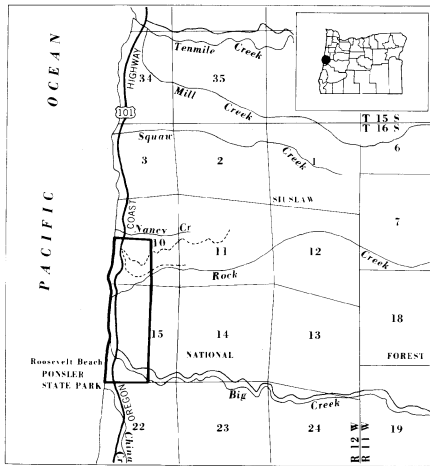 PACIFIC OCEAN
HIGHWAY
101
COAST
OREGON
Tenmile Creek
34 35
Mill Creek
T 15 S
T 16 S
Squaw Creek
3 2 1 6
SIUSLAW
7
Nancy Cr
10 11 12
Rock Creek
18
15 14 13
NATIONAL FOREST
Roosevelt Beach
PONSLER
STATE PARK
Big Creek
22 23 24 19
China Cr
R 12 W
R 11 W